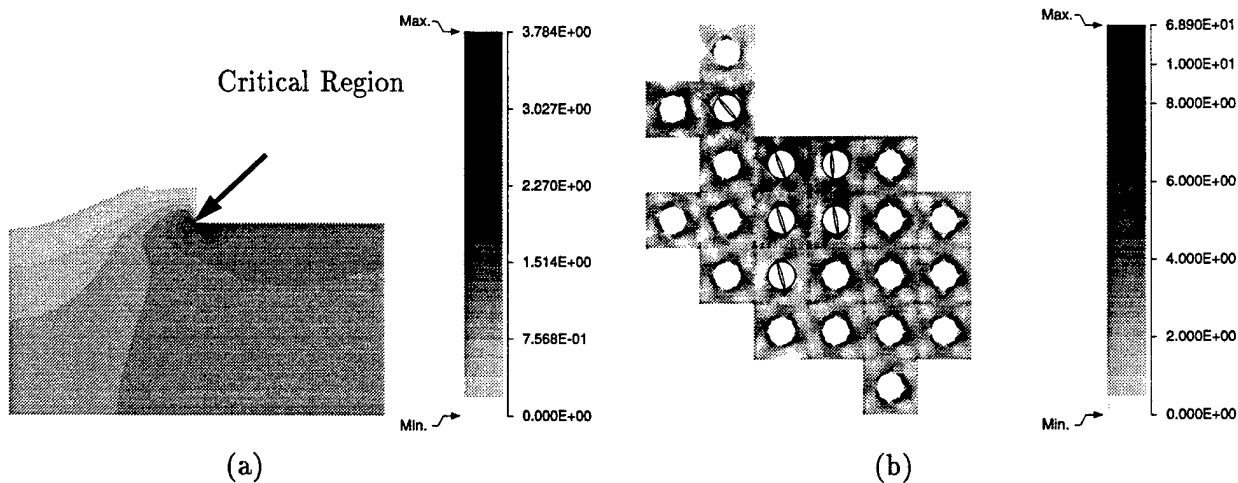 Max.
3.784E+00
3.027E+00
2.270E+00
1.514E+00
7.568E-01
0.000E+00
Min.
Critical Region
(a)
Max.
6.890E+01
1.000E+01
8.000E+00
6.000E+00
4.000E+00
2.000E+00
0.000E+00
Min.
(b)